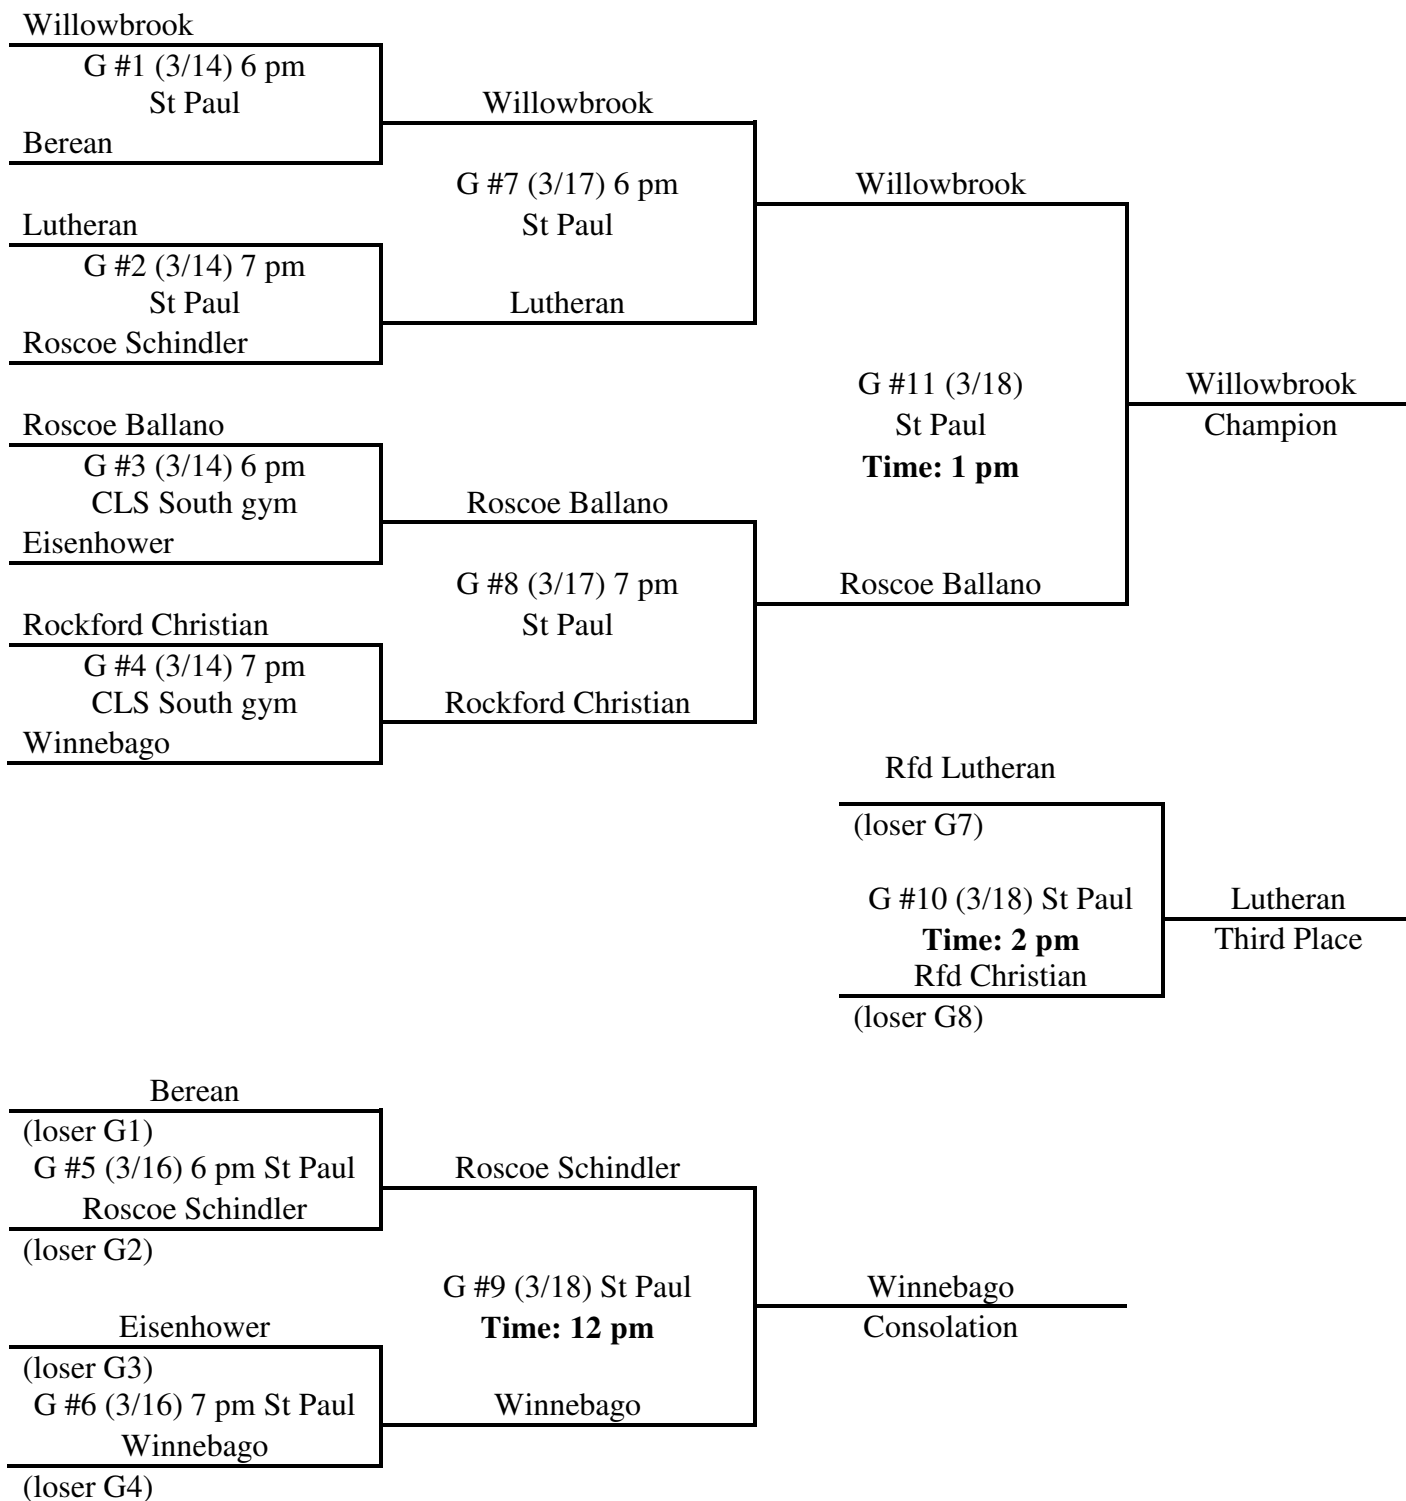 Willowbrook
G #1 (3/14) 6 pm
St Paul
Berean
Willowbrook
G #7 (3/17) 6 pm
St Paul
Willowbrook
Lutheran
G #2 (3/14) 7 pm
St Paul
Roscoe Schindler
Lutheran
G #11 (3/18)
St Paul
Time: 1 pm
Willowbrook
Champion
Roscoe Ballano
G #3 (3/14) 6 pm
CLS South gym
Eisenhower
Roscoe Ballano
G #8 (3/17) 7 pm
St Paul
Roscoe Ballano
Rockford Christian
G #4 (3/14) 7 pm
CLS South gym
Winnebago
Rockford Christian
Rfd Lutheran
(loser G7)
G #10 (3/18) St Paul
Time: 2 pm
Rfd Christian
(loser G8)
Lutheran
Third Place
Berean
(loser G1)
G #5 (3/16) 6 pm St Paul
Roscoe Schindler
(loser G2)
Roscoe Schindler
G #9 (3/18) St Paul
Time: 12 pm
Winnebago
Consolation
Eisenhower
(loser G3)
G #6 (3/16) 7 pm St Paul
Winnebago
(loser G4)
Winnebago